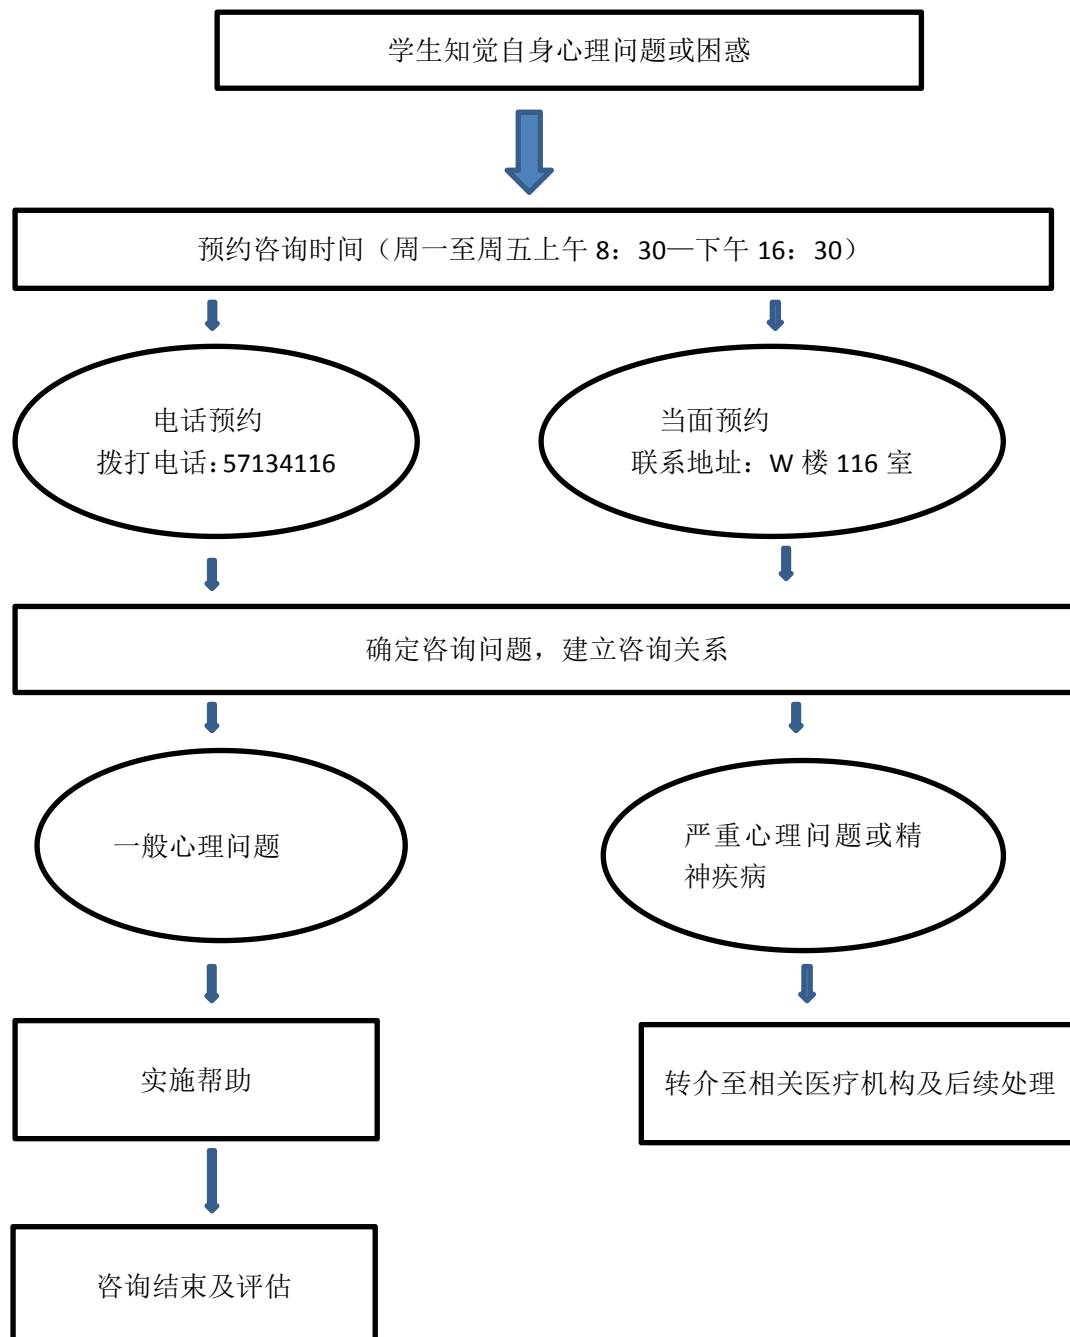 学生知觉自身心理问题或困惑
预约咨询时间（周一至周五上午 8：30—下午 16：30）
电话预约
拨打电话：57134116
当面预约
联系地址：W 楼 116 室
确定咨询问题，建立咨询关系
一般心理问题
严重心理问题或精
神疾病
实施帮助
转介至相关医疗机构及后续处理
咨询结束及评估